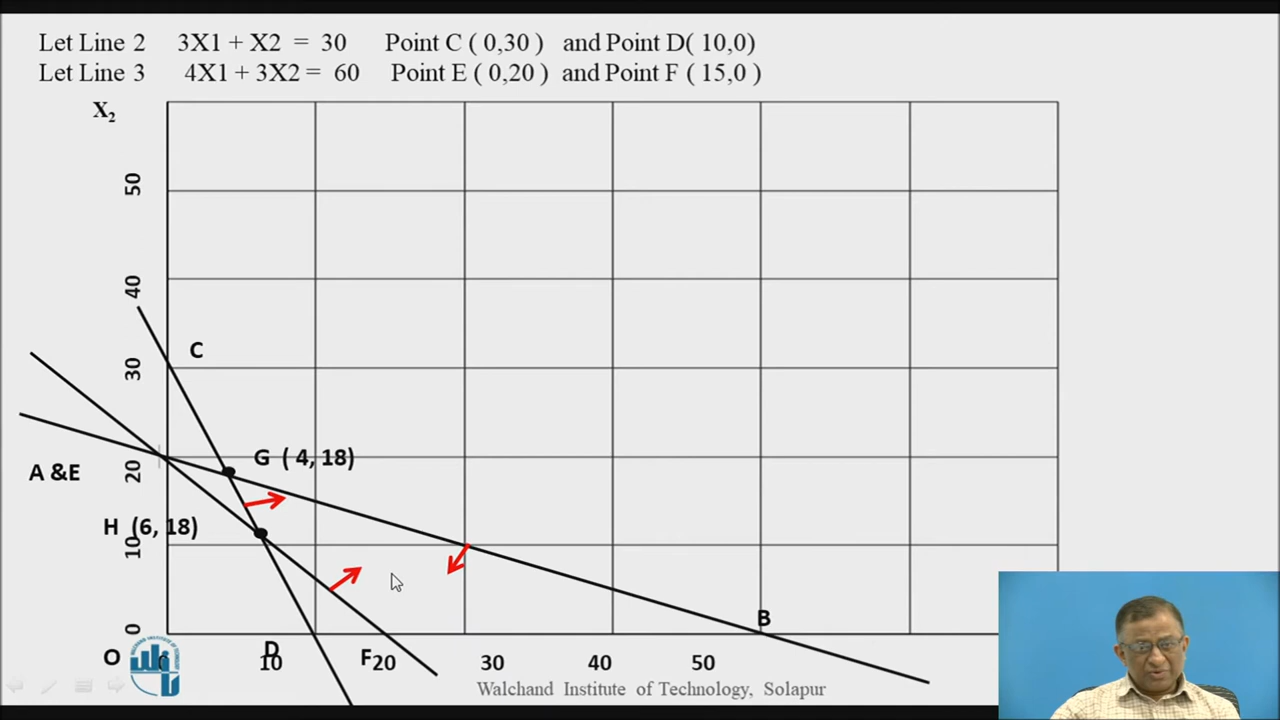 Let Line 2 3X1 + X2 = 30 Point C ( 0,30 ) and Point D( 10,0)
Let Line 3 4X1 + 3X2 = 60 Point E ( 0,20 ) and Point F ( 15,0 )
X2
50
40
30
C
20
G ( 4, 18)
A &E
H (6, 18)
10
0
B
O
0
D
10
F
20
30
40
50
Walchand Institute of Technology, Solapur